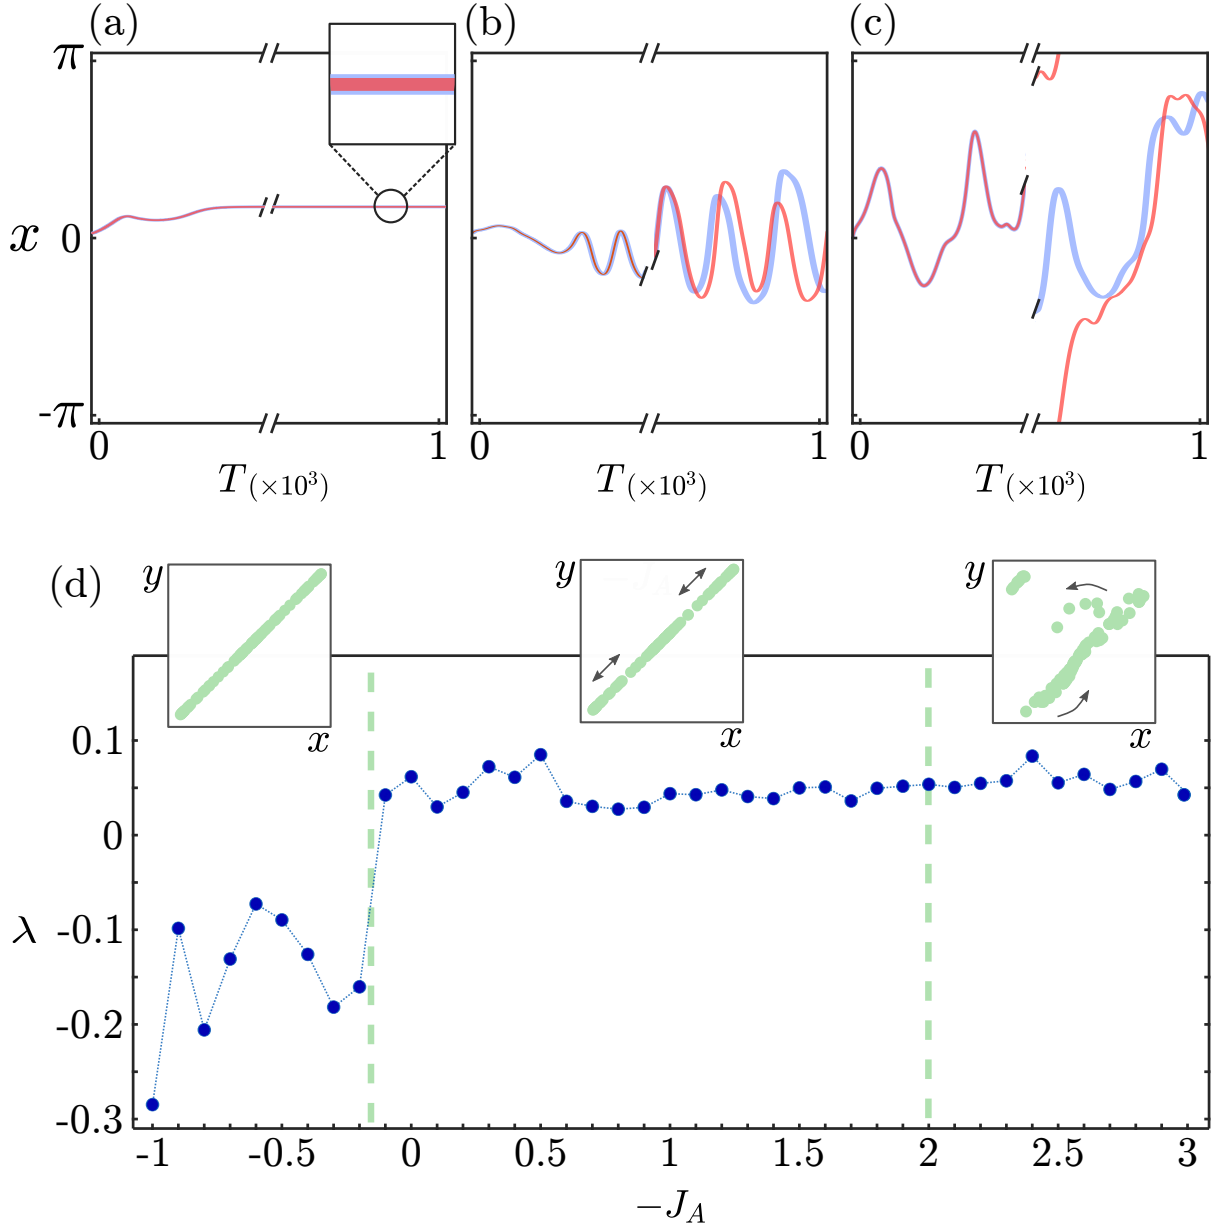 (a) (b) (c)
π
x 0
-π
0 1 0 1 0 1
T (×10³) T (×10³) T (×10³)
(d) y y y
x x x
0.1
0
λ -0.1
-0.2
-0.3
-1 -0.5 0 0.5 1 1.5 2 2.5 3
−J_A